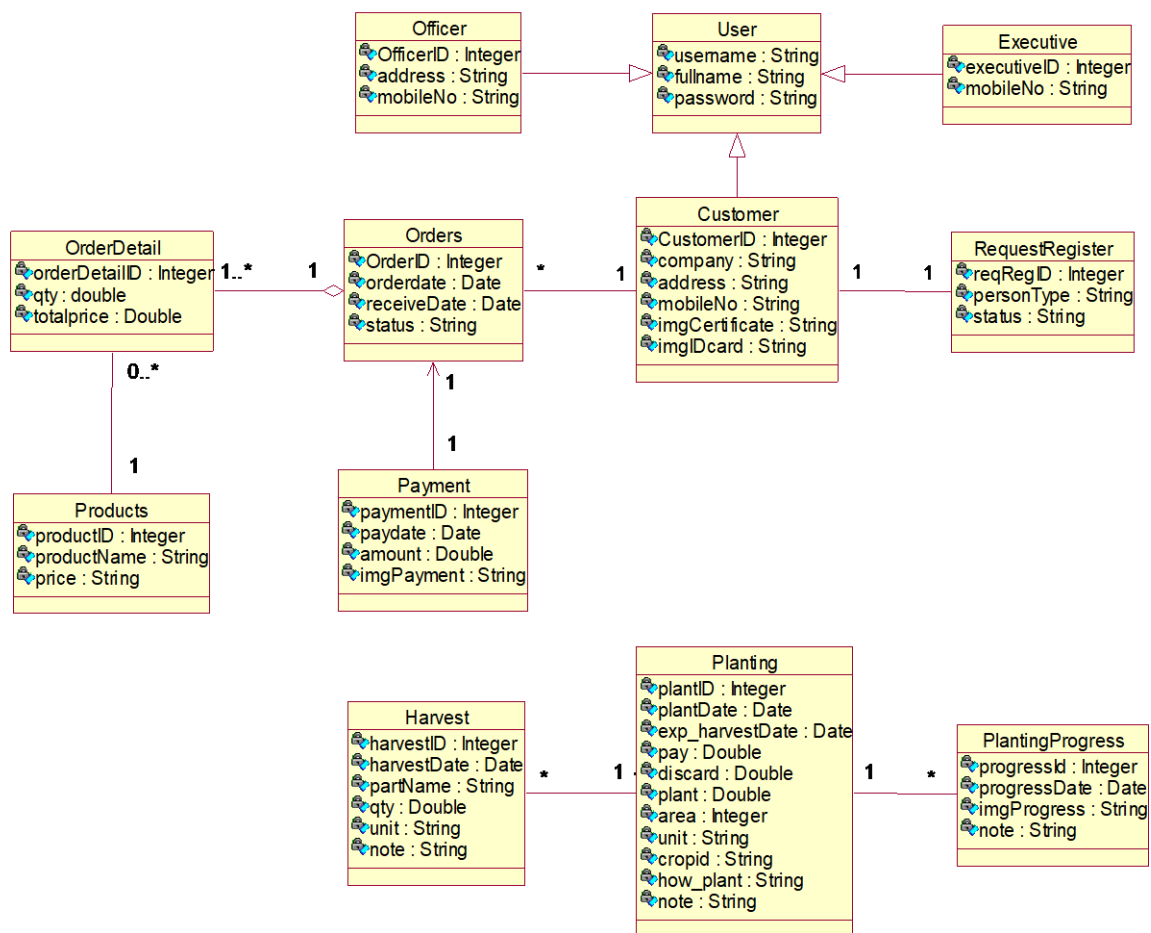 Officer
OfficerID : Integer
address : String
mobileNo : String
User
username : String
fullname : String
password : String
Executive
executiveID : Integer
mobileNo : String
OrderDetail
orderDetailID : Integer
qty : double
totalprice : Double
1..*
1
Orders
OrderID : Integer
orderdate : Date
receiveDate : Date
status : String
*
1
Customer
CustomerID : Integer
company : String
address : String
mobileNo : String
imgCertificate : String
imgIDcard : String
1
1
RequestRegister
reqRegID : Integer
personType : String
status : String
0..*
1
1
1
Products
productID : Integer
productName : String
price : String
Payment
paymentID : Integer
paydate : Date
amount : Double
imgPayment : String
Harvest
harvestID : Integer
harvestDate : Date
partName : String
qty : Double
unit : String
note : String
*
1
Planting
plantID : Integer
plantDate : Date
exp_harvestDate : Date
pay : Double
discard : Double
plant : Double
area : Integer
unit : String
cropid : String
how_plant : String
note : String
1
*
PlantingProgress
progressId : Integer
progressDate : Date
imgProgress : String
note : String